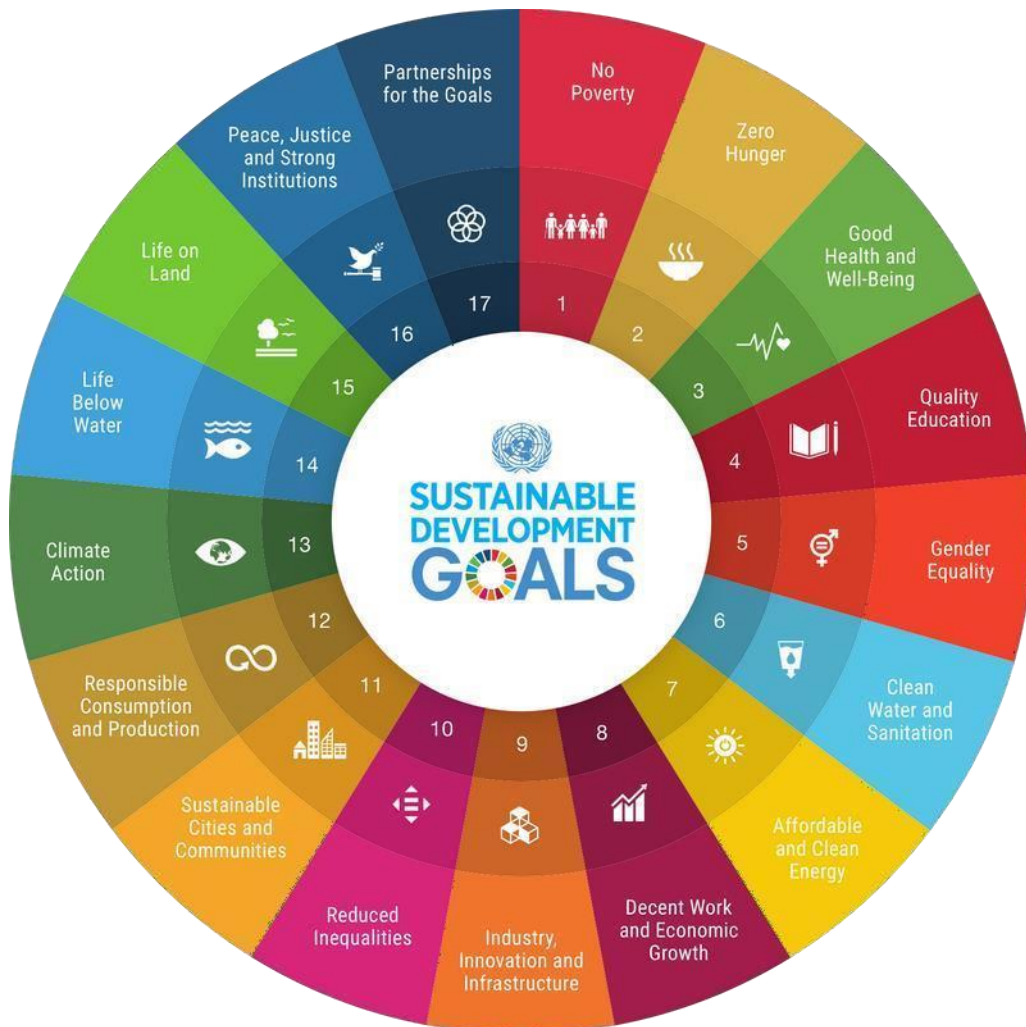 No
Poverty
1
Zero
Hunger
2
Good
Health and
Well-Being
3
Quality
Education
4
Gender
Equality
5
Clean
Water and
Sanitation
6
Affordable
and Clean
Energy
7
Decent Work
and Economic
Growth
8
Industry,
Innovation and
Infrastructure
9
Reduced
Inequalities
10
Sustainable
Cities and
Communities
11
Responsible
Consumption
and Production
12
Climate
Action
13
Life
Below
Water
14
Life on
Land
15
Peace, Justice
and Strong
Institutions
16
Partnerships
for the Goals
17
SUSTAINABLE
DEVELOPMENT
GOALS